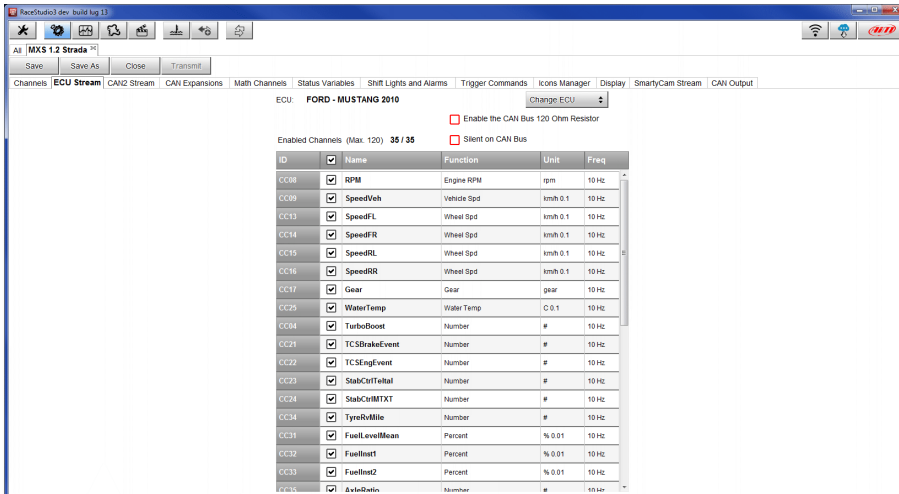 RaceStudio3 dev build lug 13
AiM
All MXS 1.2 Strada
Save Save As Close Transmit
Channels ECU Stream CAN2 Stream CAN Expansions Math Channels Status Variables Shift Lights and Alarms Trigger Commands Icons Manager Display SmartyCam Stream CAN Output
ECU: FORD - MUSTANG 2010 Change ECU
Enable the CAN Bus 120 Ohm Resistor
Enabled Channels (Max. 120) 35 / 35 Silent on CAN Bus
ID Name Function Unit Freq
CC08 RPM Engine RPM rpm 10 Hz
CC09 SpeedVeh Vehicle Spd km/h 0.1 10 Hz
CC13 SpeedFL Wheel Spd km/h 0.1 10 Hz
CC14 SpeedFR Wheel Spd km/h 0.1 10 Hz
CC15 SpeedRL Wheel Spd km/h 0.1 10 Hz
CC16 SpeedRR Wheel Spd km/h 0.1 10 Hz
CC17 Gear Gear gear 10 Hz
CC25 WaterTemp Water Temp C 0.1 10 Hz
CC04 TurboBoost Number # 10 Hz
CC21 TCSBrakeEvent Number # 10 Hz
CC22 TCSEngEvent Number # 10 Hz
CC23 StabCtrlTeltal Number # 10 Hz
CC24 StabCtrlMTXT Number # 10 Hz
CC34 TyreRvMile Number # 10 Hz
CC31 FuelLevelMean Percent % 0.01 10 Hz
CC32 FuelInst1 Percent % 0.01 10 Hz
CC33 FuelInst2 Percent % 0.01 10 Hz
CC35 AxleRatio Number # 10 Hz